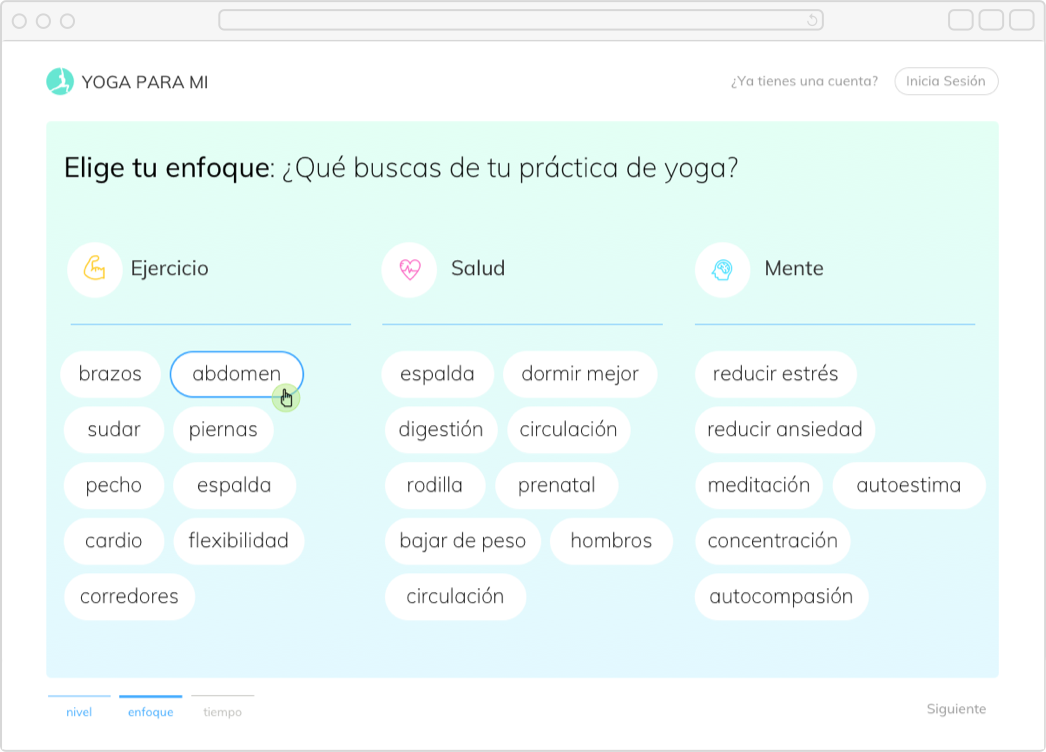 YOGA PARA MI
¿Ya tienes una cuenta?
Inicia Sesión
Elige tu enfoque: ¿Qué buscas de tu práctica de yoga?
Ejercicio
brazos
abdomen
sudar
piernas
pecho
espalda
cardio
flexibilidad
corredores
Salud
espalda
dormir mejor
digestión
circulación
rodilla
prenatal
bajar de peso
hombros
circulación
Mente
reducir estrés
reducir ansiedad
meditación
autoestima
concentración
autocompasión
nivel
enfoque
tiempo
Siguiente